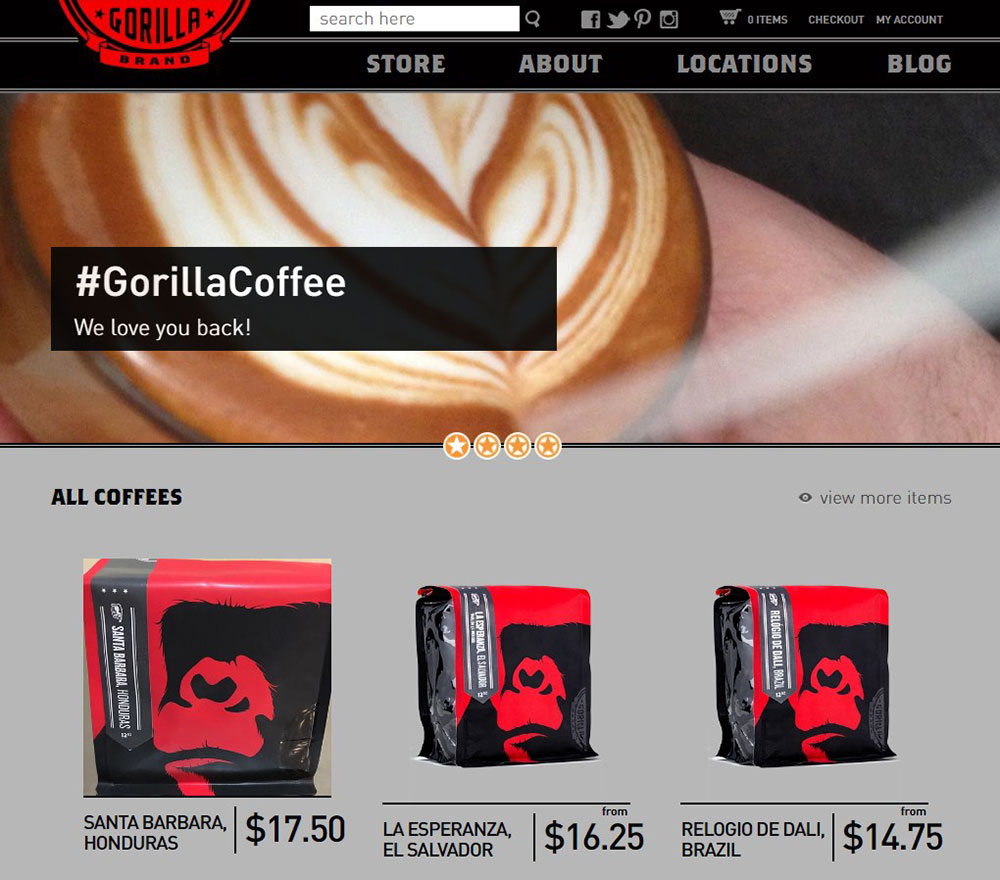 GORILLA
BRAND
search here
0 ITEMS
CHECKOUT
MY ACCOUNT
STORE
ABOUT
LOCATIONS
BLOG
#GorillaCoffee
We love you back!
ALL COFFEES
view more items
SANTA BARBARA, HONDURAS
LA ESPERANZA, EL SALVADOR
RELOGIO DE DALI, BRAZIL
SANTA BARBARA,
HONDURAS
$17.50
LA ESPERANZA,
EL SALVADOR
from
$16.25
RELOGIO DE DALI,
BRAZIL
from
$14.75